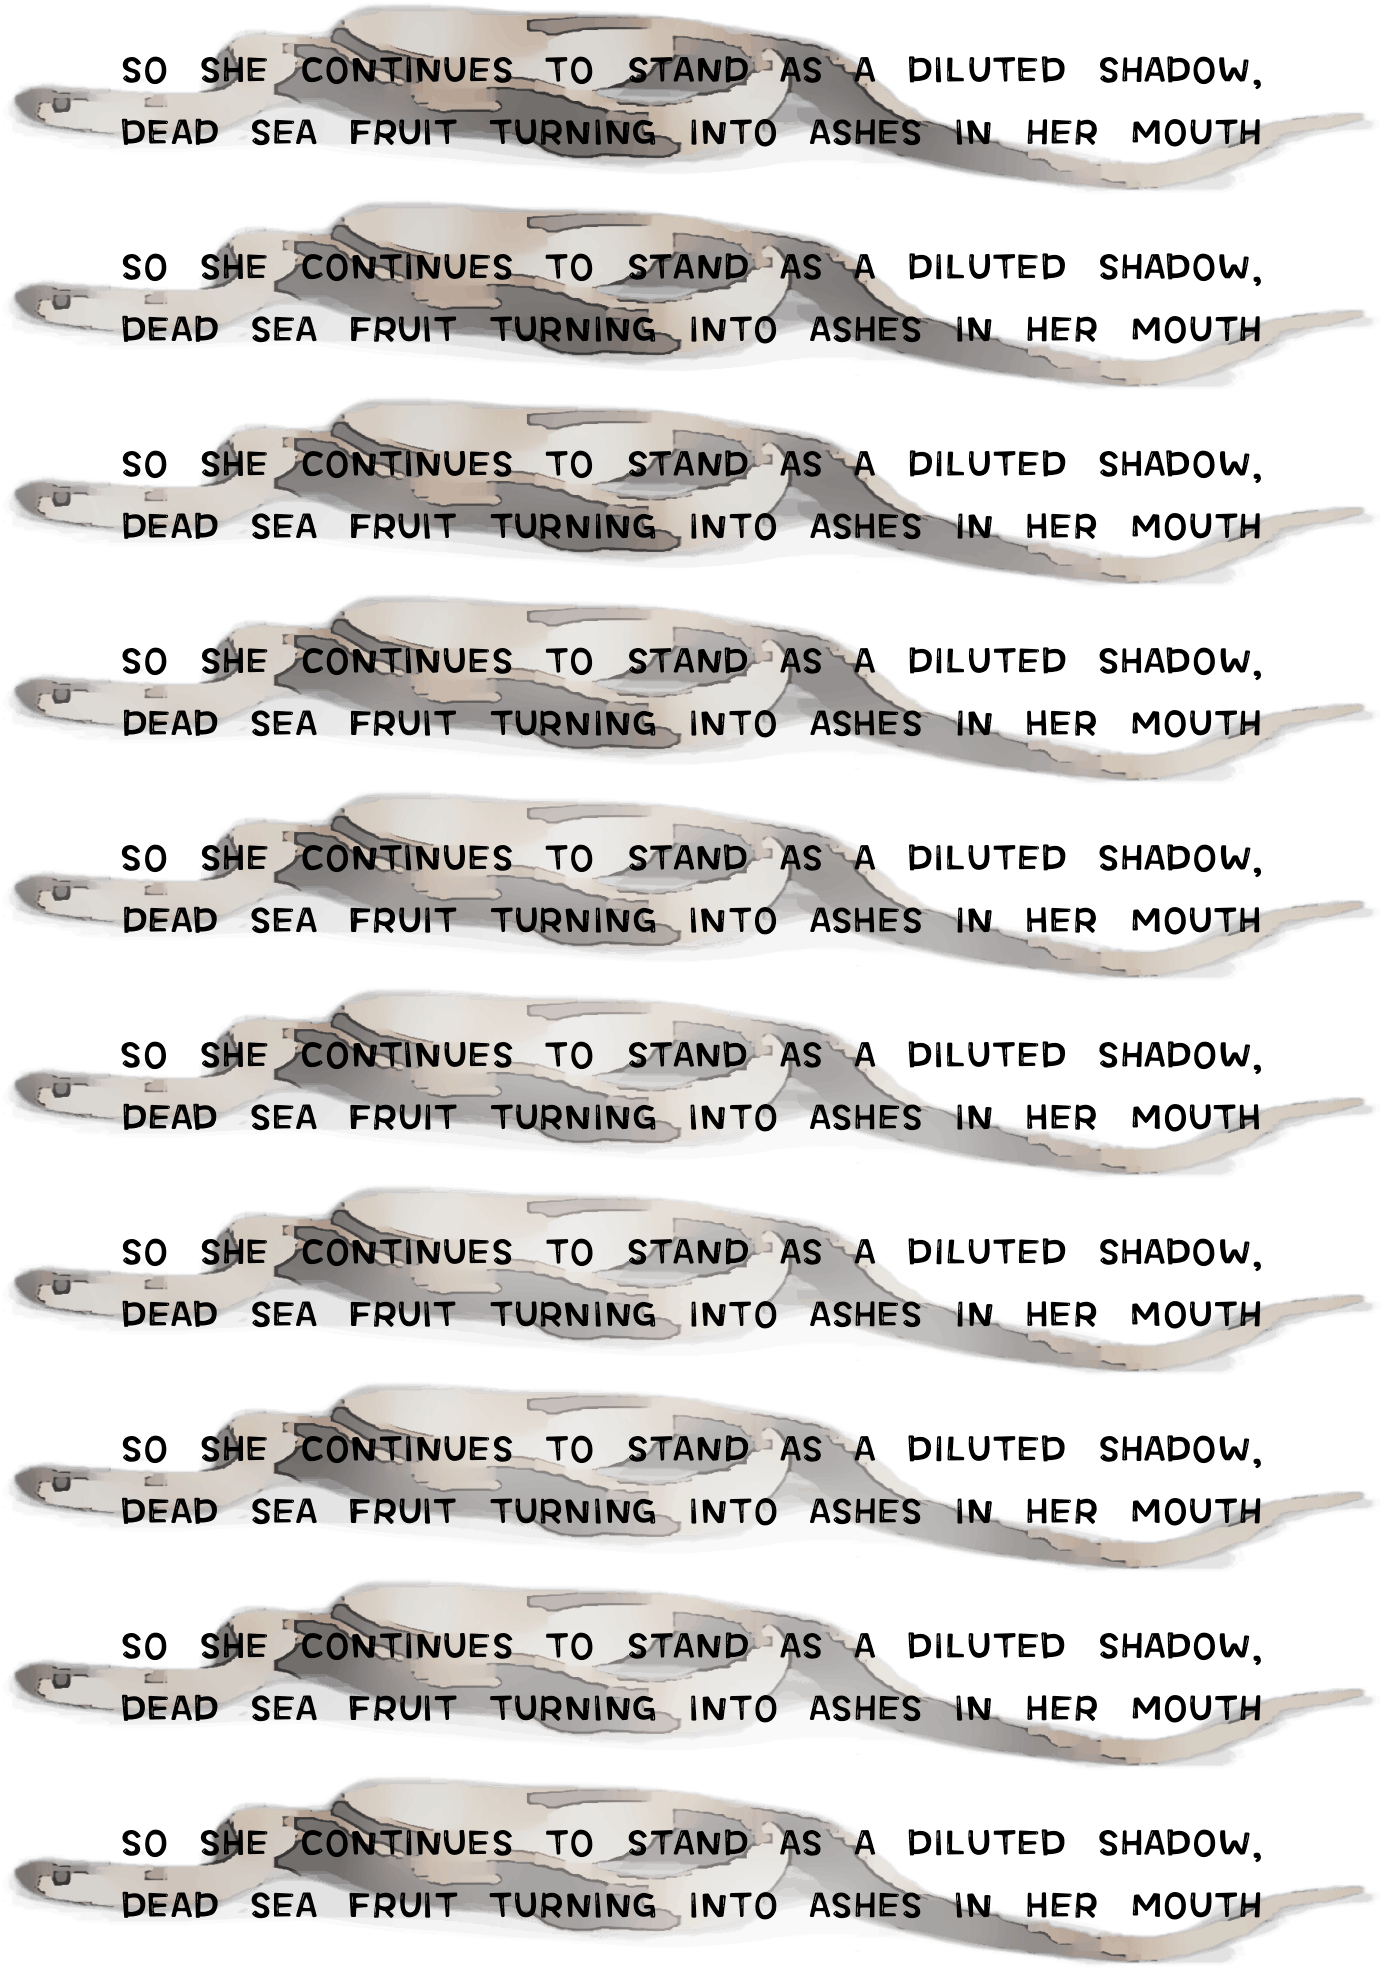 SO SHE CONTINUES TO STAND AS A DILUTED SHADOW,
DEAD SEA FRUIT TURNING INTO ASHES IN HER MOUTH
SO SHE CONTINUES TO STAND AS A DILUTED SHADOW,
DEAD SEA FRUIT TURNING INTO ASHES IN HER MOUTH
SO SHE CONTINUES TO STAND AS A DILUTED SHADOW,
DEAD SEA FRUIT TURNING INTO ASHES IN HER MOUTH
SO SHE CONTINUES TO STAND AS A DILUTED SHADOW,
DEAD SEA FRUIT TURNING INTO ASHES IN HER MOUTH
SO SHE CONTINUES TO STAND AS A DILUTED SHADOW,
DEAD SEA FRUIT TURNING INTO ASHES IN HER MOUTH
SO SHE CONTINUES TO STAND AS A DILUTED SHADOW,
DEAD SEA FRUIT TURNING INTO ASHES IN HER MOUTH
SO SHE CONTINUES TO STAND AS A DILUTED SHADOW,
DEAD SEA FRUIT TURNING INTO ASHES IN HER MOUTH
SO SHE CONTINUES TO STAND AS A DILUTED SHADOW,
DEAD SEA FRUIT TURNING INTO ASHES IN HER MOUTH
SO SHE CONTINUES TO STAND AS A DILUTED SHADOW,
DEAD SEA FRUIT TURNING INTO ASHES IN HER MOUTH
SO SHE CONTINUES TO STAND AS A DILUTED SHADOW,
DEAD SEA FRUIT TURNING INTO ASHES IN HER MOUTH